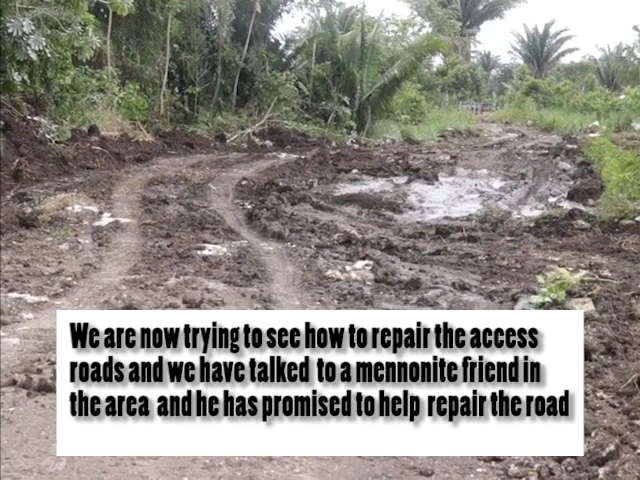 We are now trying to see how to repair the access
roads and we have talked to a mennonite friend in
the area and he has promised to help repair the road